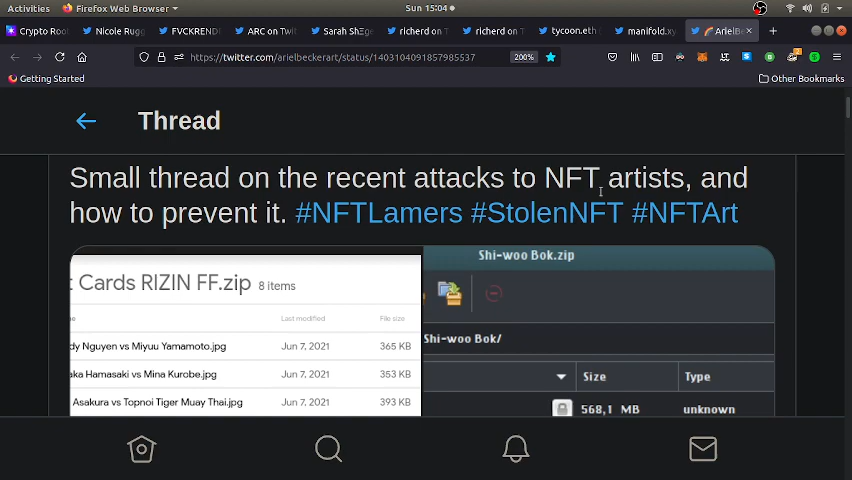 Activities FireFox Web Browser Sun 15:04
Crypto Rool Nicole Rugg FVCKRENDI ARC on Twit Sarah ShΞge richerd on T richerd on T tycoon.eth manifold.xy ArielBe
https://twitter.com/arielbeckerart/status/1403104091857985537 200%
Getting Started Other Bookmarks
Thread
Small thread on the recent attacks to NFT artists, and
how to prevent it. #NFTLamers #StolenNFT #NFTArt
t Cards RIZIN FF.zip 8 items
Shi-woo Bok.zip
me Last modified File size
Shi-woo Bok/
dy Nguyen vs Miyuu Yamamoto.jpg Jun 7, 2021 365 KB
aka Hamasaki vs Mina Kurobe.jpg Jun 7, 2021 353 KB
Size Type
Asakura vs Topnoi Tiger Muay Thai.jpg Jun 7, 2021 393 KB
568,1 MB unknown